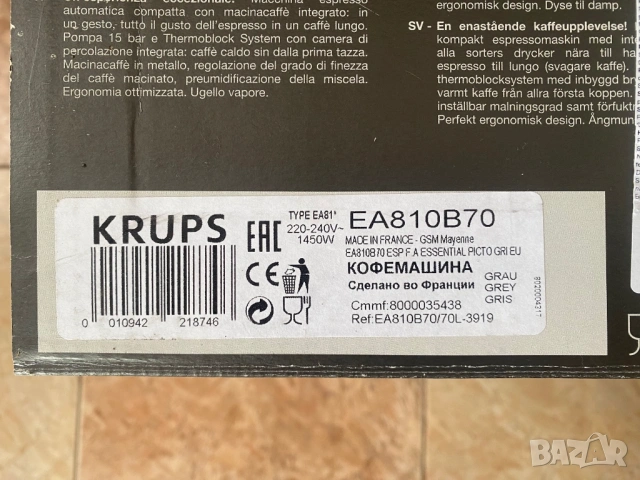 automatica compatta con macinacaffè integrato: in
un gesto, tutto il gusto dell'espresso in un caffè lungo.
Pompa 15 bar e Thermoblock System con camera di
percolazione integrata: caffè caldo sin dalla prima tazza.
Macinacaffè in metallo, regolazione del grado di finezza
del caffè macinato, preumidificazione della miscela.
Ergonomia ottimizzata. Ugello vapore.
ergonomisk design. Dyse til damp.
SV - En enastående kaffeupplevelse!
kompakt espressomaskin med
alla sorters drycker nära till
espresso till lungo (svagare kaffe).
thermoblocksystem med inbyggd
varmt kaffe från allra första koppen.
inställbar malningsgrad samt
Perfekt ergonomisk design.
KRUPS
0 010942 218746
EAC
TYPE EA81*
220-240V~
1450W
EA810B70
MADE IN FRANCE - GSM Mayenne
EA810B70 ESP F.A ESSENTIAL PICTO GRI EU
КОФЕМАШИНА
Сделано во Франции
GRAU
GREY
GRIS
Cmmf:8000035438
Ref:EA810B70/70L-3919
8020004317
BAZAR
bg